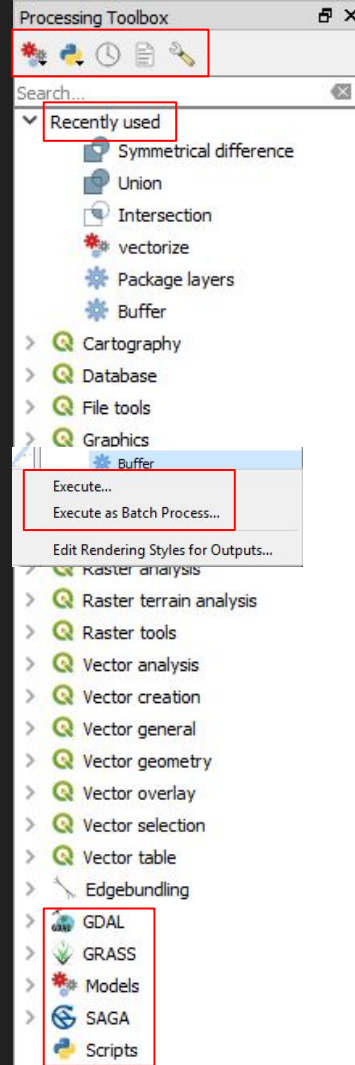 Processing Toolbox
Search...
Recently used
Symmetrical difference
Union
Intersection
vectorize
Package layers
Buffer
Cartography
Database
File tools
Graphics
Buffer
Execute...
Execute as Batch Process...
Edit Rendering Styles for Outputs...
Raster analysis
Raster terrain analysis
Raster tools
Vector analysis
Vector creation
Vector general
Vector geometry
Vector overlay
Vector selection
Vector table
Edgebundling
GDAL
GRASS
Models
SAGA
Scripts